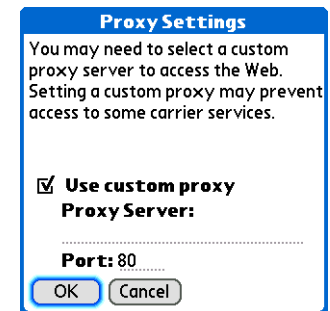 Proxy Settings
You may need to select a custom
proxy server to access the Web.
Setting a custom proxy may prevent
access to some carrier services.
Use custom proxy
Proxy Server:
Port: 80
OK Cancel